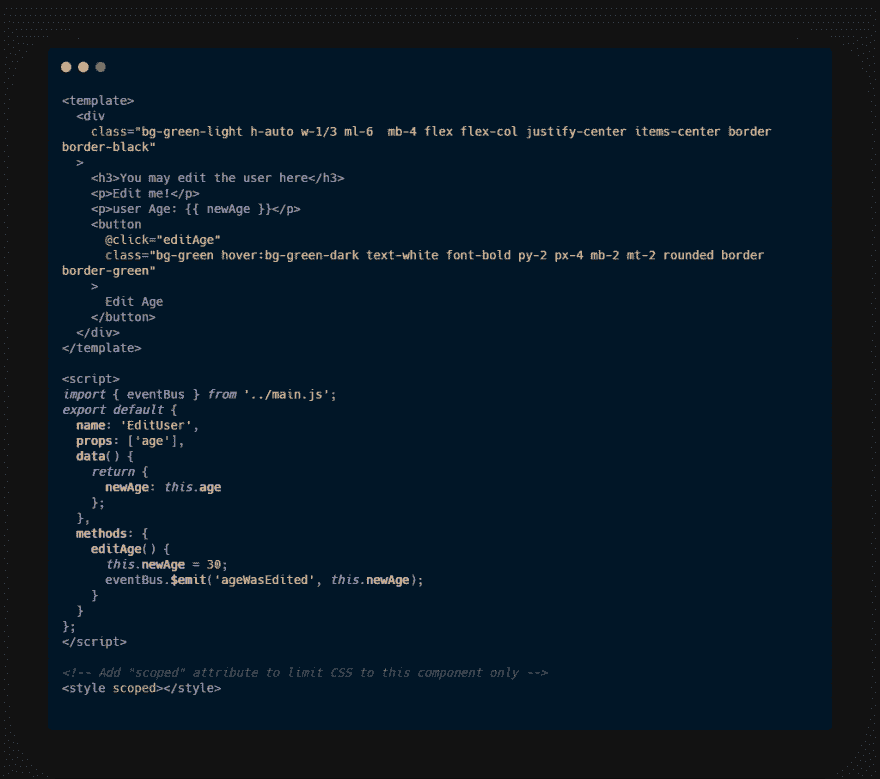 <template>
  <div
    class="bg-green-light h-auto w-1/3 ml-6  mb-4 flex flex-col justify-center items-center border
border-black"
  >
    <h3>You may edit the user here</h3>
    <p>Edit me!</p>
    <p>user Age: {{ newAge }}</p>
    <button
      @click="editAge"
      class="bg-green hover:bg-green-dark text-white font-bold py-2 px-4 mb-2 mt-2 rounded border
border-green"
    >
      Edit Age
    </button>
  </div>
</template>

<script>
import { eventBus } from '../main.js';
export default {
  name: 'EditUser',
  props: ['age'],
  data() {
    return {
      newAge: this.age
    };
  },
  methods: {
    editAge() {
      this.newAge = 30;
      eventBus.$emit('ageWasEdited', this.newAge);
    }
  }
};
</script>

<!-- Add "scoped" attribute to limit CSS to this component only -->
<style scoped></style>